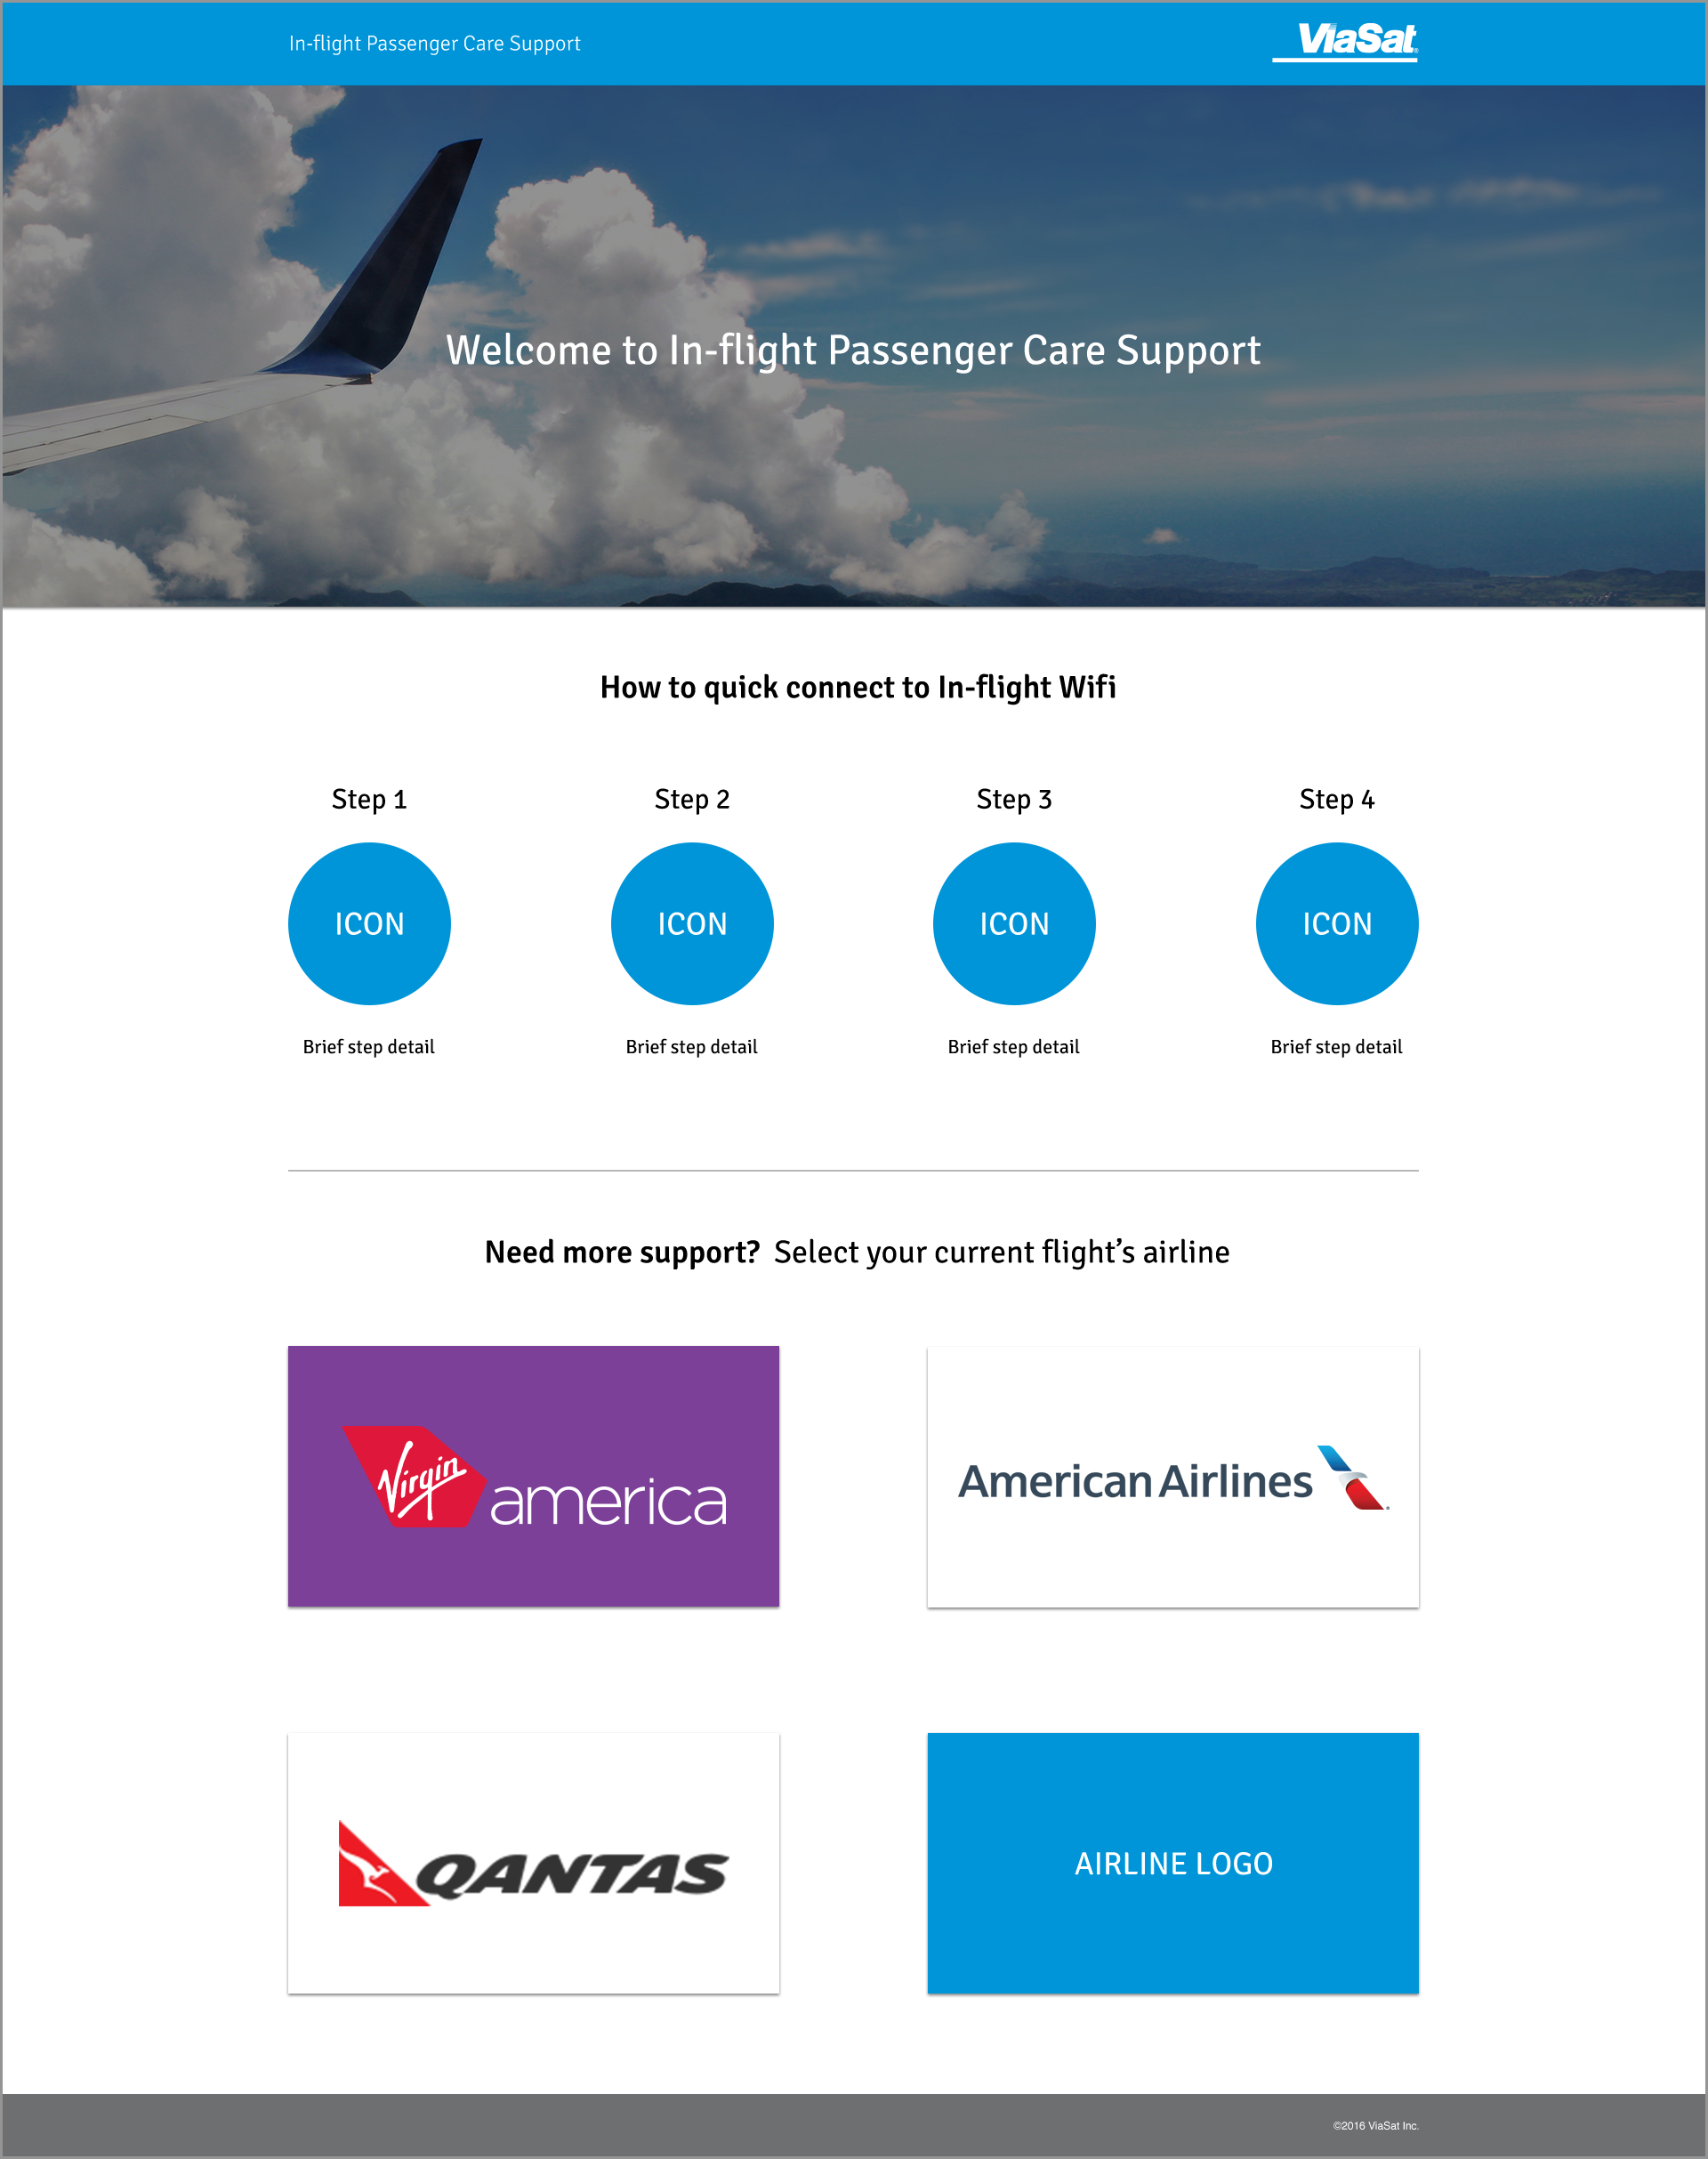 In-flight Passenger Care Support
ViaSat®
Welcome to In-flight Passenger Care Support
How to quick connect to In-flight Wifi
Step 1
Step 2
Step 3
Step 4
ICON
ICON
ICON
ICON
Brief step detail
Brief step detail
Brief step detail
Brief step detail
Need more support? Select your current flight’s airline
Virgin america
American Airlines
QANTAS
AIRLINE LOGO
©2016 ViaSat Inc.